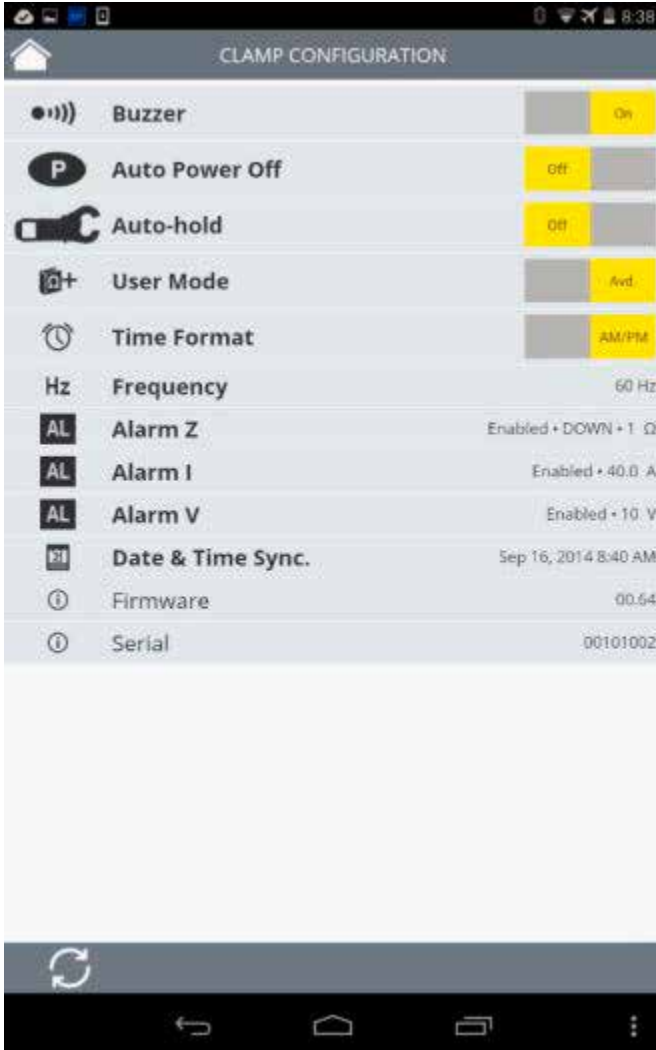 8:38
CLAMP CONFIGURATION
Buzzer On
P Auto Power Off Off
Auto-hold Off
User Mode Avd.
Time Format AM/PM
Hz Frequency 60 Hz
AL Alarm Z Enabled • DOWN • 1 Ω
AL Alarm I Enabled • 40.0 A
AL Alarm V Enabled • 10 V
Date & Time Sync. Sep 16, 2014 8:40 AM
Firmware 00.64
Serial 00101002